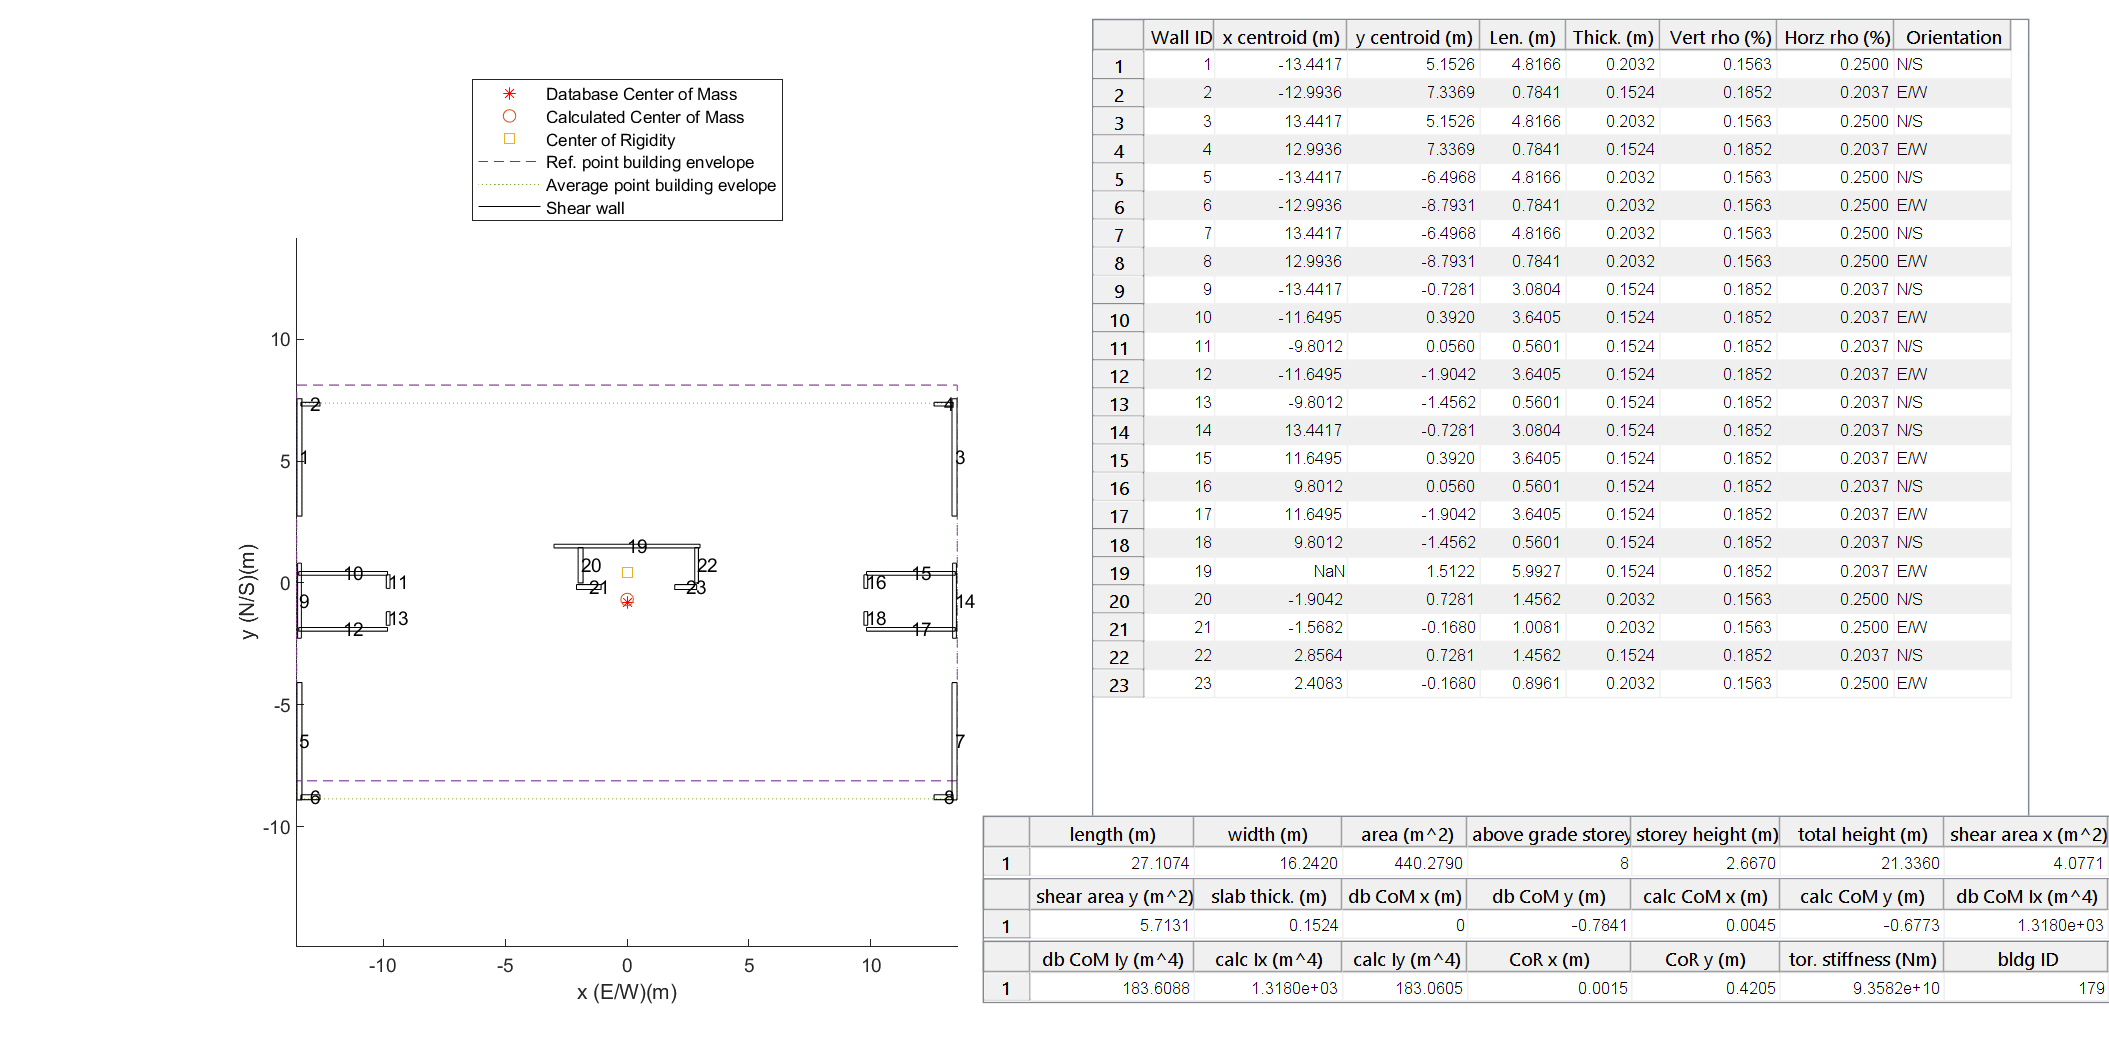 Database Center of Mass
Calculated Center of Mass
Center of Rigidity
Ref. point building envelope
Average point building evelope
Shear wall
10
5
0
-5
-10
y (N/S)(m)
-10 -5 0 5 10
x (E/W)(m)
2 4
1 3
19
20 22
10 11 16 15
21 23
9 14
13 18
12 17
5 7
6 8
Wall ID x centroid (m) y centroid (m) Len. (m) Thick. (m) Vert rho (%) Horz rho (%) Orientation
1 1 -13.4417 5.1526 4.8166 0.2032 0.1563 0.2500 N/S
2 2 -12.9936 7.3369 0.7841 0.1524 0.1852 0.2037 E/W
3 3 13.4417 5.1526 4.8166 0.2032 0.1563 0.2500 N/S
4 4 12.9936 7.3369 0.7841 0.1524 0.1852 0.2037 E/W
5 5 -13.4417 -6.4968 4.8166 0.2032 0.1563 0.2500 N/S
6 6 -12.9936 -8.7931 0.7841 0.2032 0.1563 0.2500 E/W
7 7 13.4417 -6.4968 4.8166 0.2032 0.1563 0.2500 N/S
8 8 12.9936 -8.7931 0.7841 0.2032 0.1563 0.2500 E/W
9 9 -13.4417 -0.7281 3.0804 0.1524 0.1852 0.2037 N/S
10 10 -11.6495 0.3920 3.6405 0.1524 0.1852 0.2037 E/W
11 11 -9.8012 0.0560 0.5601 0.1524 0.1852 0.2037 N/S
12 12 -11.6495 -1.9042 3.6405 0.1524 0.1852 0.2037 E/W
13 13 -9.8012 -1.4562 0.5601 0.1524 0.1852 0.2037 N/S
14 14 13.4417 -0.7281 3.0804 0.1524 0.1852 0.2037 N/S
15 15 11.6495 0.3920 3.6405 0.1524 0.1852 0.2037 E/W
16 16 9.8012 0.0560 0.5601 0.1524 0.1852 0.2037 N/S
17 17 11.6495 -1.9042 3.6405 0.1524 0.1852 0.2037 E/W
18 18 9.8012 -1.4562 0.5601 0.1524 0.1852 0.2037 N/S
19 19 NaN 1.5122 5.9927 0.1524 0.1852 0.2037 E/W
20 20 -1.9042 0.7281 1.4562 0.2032 0.1563 0.2500 N/S
21 21 -1.5682 -0.1680 1.0081 0.2032 0.1563 0.2500 E/W
22 22 2.8564 0.7281 1.4562 0.1524 0.1852 0.2037 N/S
23 23 2.4083 -0.1680 0.8961 0.2032 0.1563 0.2500 E/W
length (m) width (m) area (m^2) above grade storey storey height (m) total height (m) shear area x (m^2)
1 27.1074 16.2420 440.2790 8 2.6670 21.3360 4.0771
shear area y (m^2) slab thick. (m) db CoM x (m) db CoM y (m) calc CoM x (m) calc CoM y (m) db CoM Ix (m^4)
1 5.7131 0.1524 0 -0.7841 0.0045 -0.6773 1.3180e+03
db CoM Iy (m^4) calc Ix (m^4) calc Iy (m^4) CoR x (m) CoR y (m) tor. stiffness (Nm) bldg ID
1 183.6088 1.3180e+03 183.0605 0.0015 0.4205 9.3582e+10 179